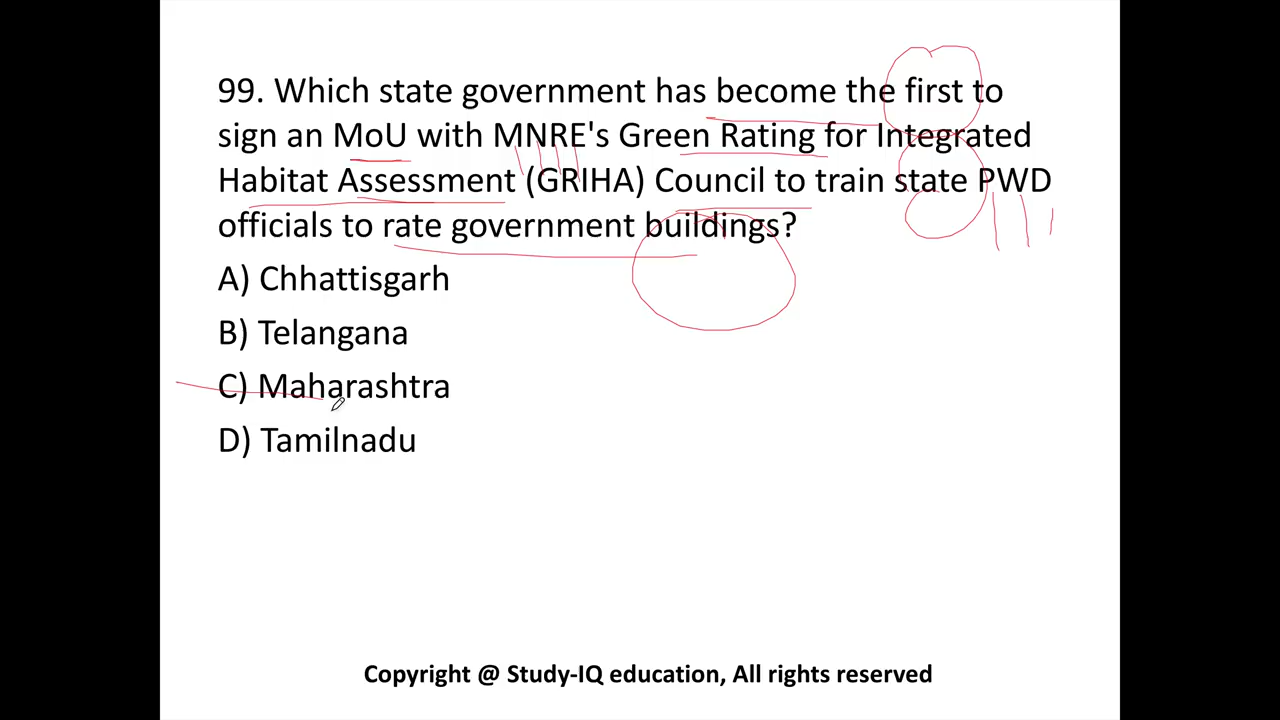 99. Which state government has become the first to
sign an MoU with MNRE's Green Rating for Integrated
Habitat Assessment (GRIHA) Council to train state PWD
officials to rate government buildings?
A) Chhattisgarh
B) Telangana
C) Maharashtra
D) Tamilnadu
Copyright @ Study-IQ education, All rights reserved